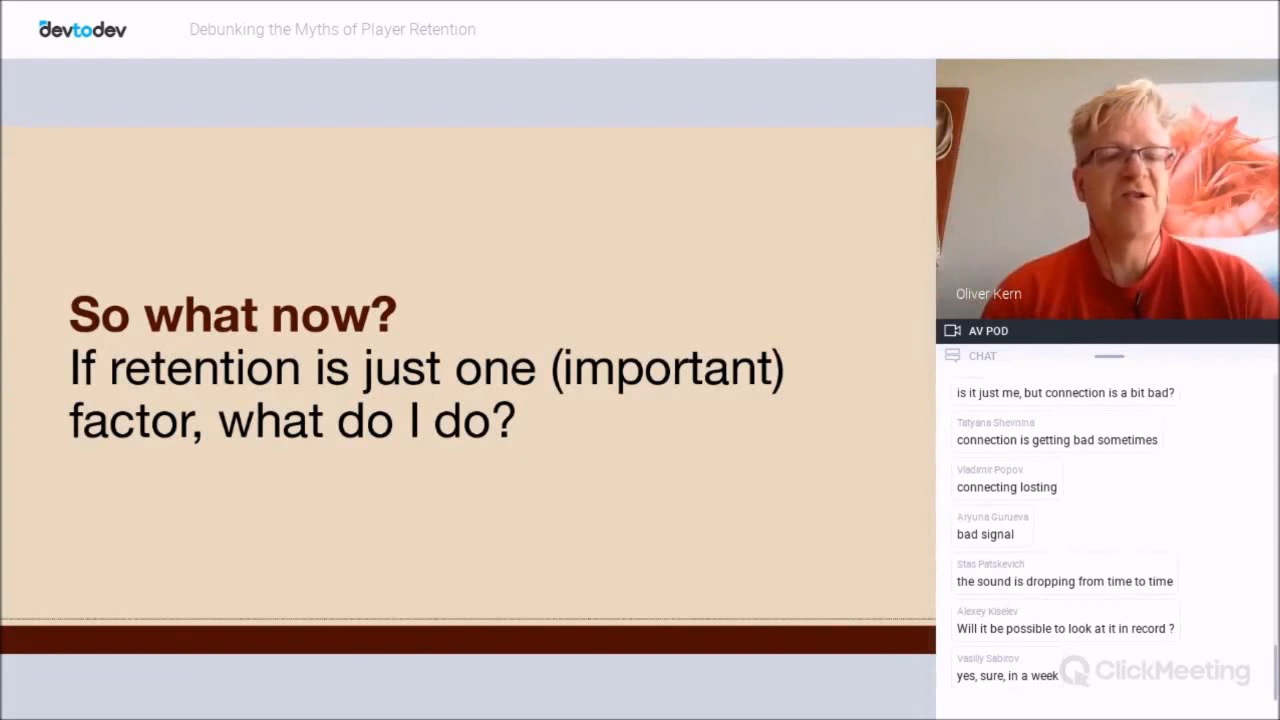 devtodev
Debunking the Myths of Player Retention
So what now?
If retention is just one (important)
factor, what do I do?
Oliver Kern
AV POD
CHAT
is it just me, but connection is a bit bad?
Tatyana Shevnina
connection is getting bad sometimes
Vladimir Popov
connecting losting
Aryuna Gurueva
bad signal
Stas Patskevich
the sound is dropping from time to time
Alexey Kiselev
Will it be possible to look at it in record ?
Vasiliy Sabirov
yes, sure, in a week
ClickMeeting